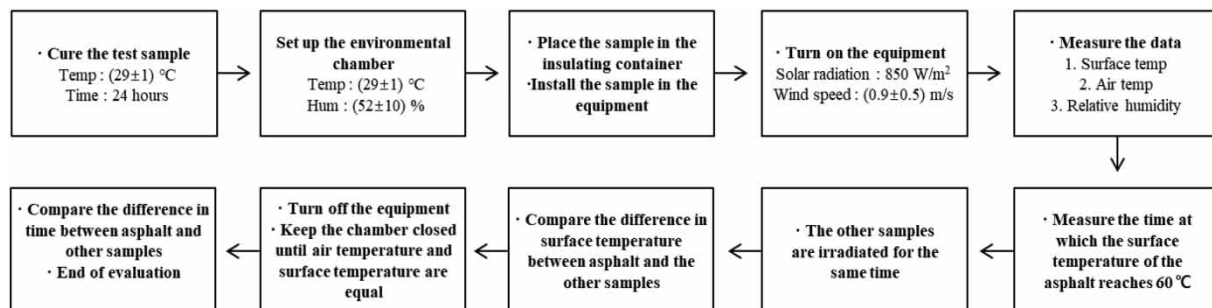 · Cure the test sample
Temp : (29±1) ℃
Time : 24 hours
Set up the environmental
chamber
Temp : (29±1) ℃
Hum : (52±10) %
· Place the sample in the
insulating container
·Install the sample in the
equipment
· Turn on the equipment
Solar radiation : 850 W/m²
Wind speed : (0.9±0.5) m/s
· Measure the data
1. Surface temp
2. Air temp
3. Relative humidity
· Measure the time at
which the surface
temperature of the
asphalt reaches 60℃
· The other samples
are irradiated for the
same time
· Compare the difference in
surface temperature
between asphalt and the
other samples
· Turn off the equipment
· Keep the chamber closed
until air temperature and
surface temperature are
equal
· Compare the difference in
time between asphalt and
other samples
· End of evaluation